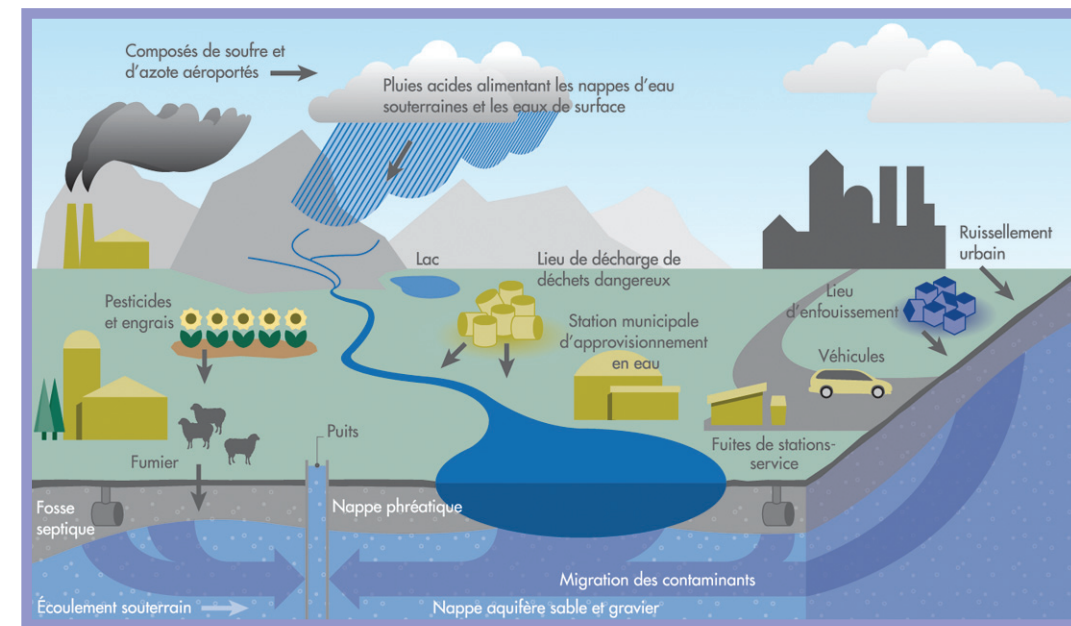 Composés de soufre et
d'azote aéroportés
Pluies acides alimentant les nappes d'eau
souterraines et les eaux de surface
Ruissellement
urbain
Lac
Lieu de décharge de
déchets dangereux
Lieu
d'enfouissement
Pesticides
et engrais
Station municipale
d'approvisionnement
en eau
Véhicules
Puits
Fuites de stations-
service
Fumier
Fosse
septique
Nappe phréatique
Migration des contaminants
Écoulement souterrain
Nappe aquifère sable et gravier